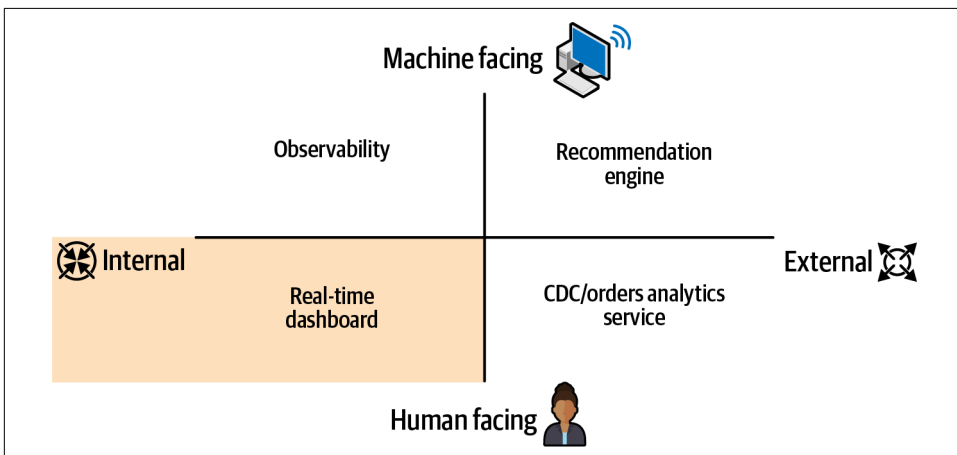 Machine facing
Observability
Recommendation
engine
Internal
External
Real-time
dashboard
CDC/orders analytics
service
Human facing